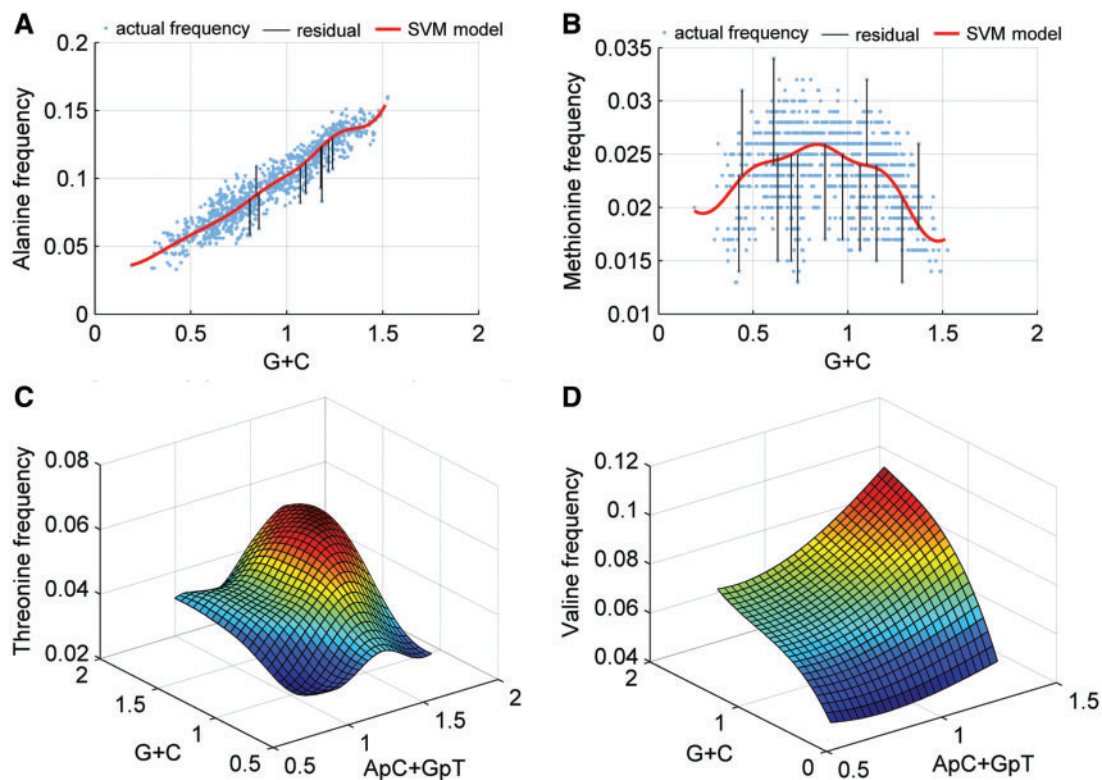 A
actual frequency residual SVM model
Alanine frequency
0.2
0.15
0.1
0.05
0
0 0.5 1 1.5 2
G+C
B
actual frequency residual SVM model
Methionine frequency
0.035
0.03
0.025
0.02
0.015
0.01
0 0.5 1 1.5 2
G+C
C
Threonine frequency
0.08
0.06
0.04
0.02
2
1.5
1
0.5
G+C
0.5
1
1.5
2
ApC+GpT
D
Valine frequency
0.12
0.1
0.08
0.06
0.04
2
1
0
G+C
0.5
1
1.5
ApC+GpT